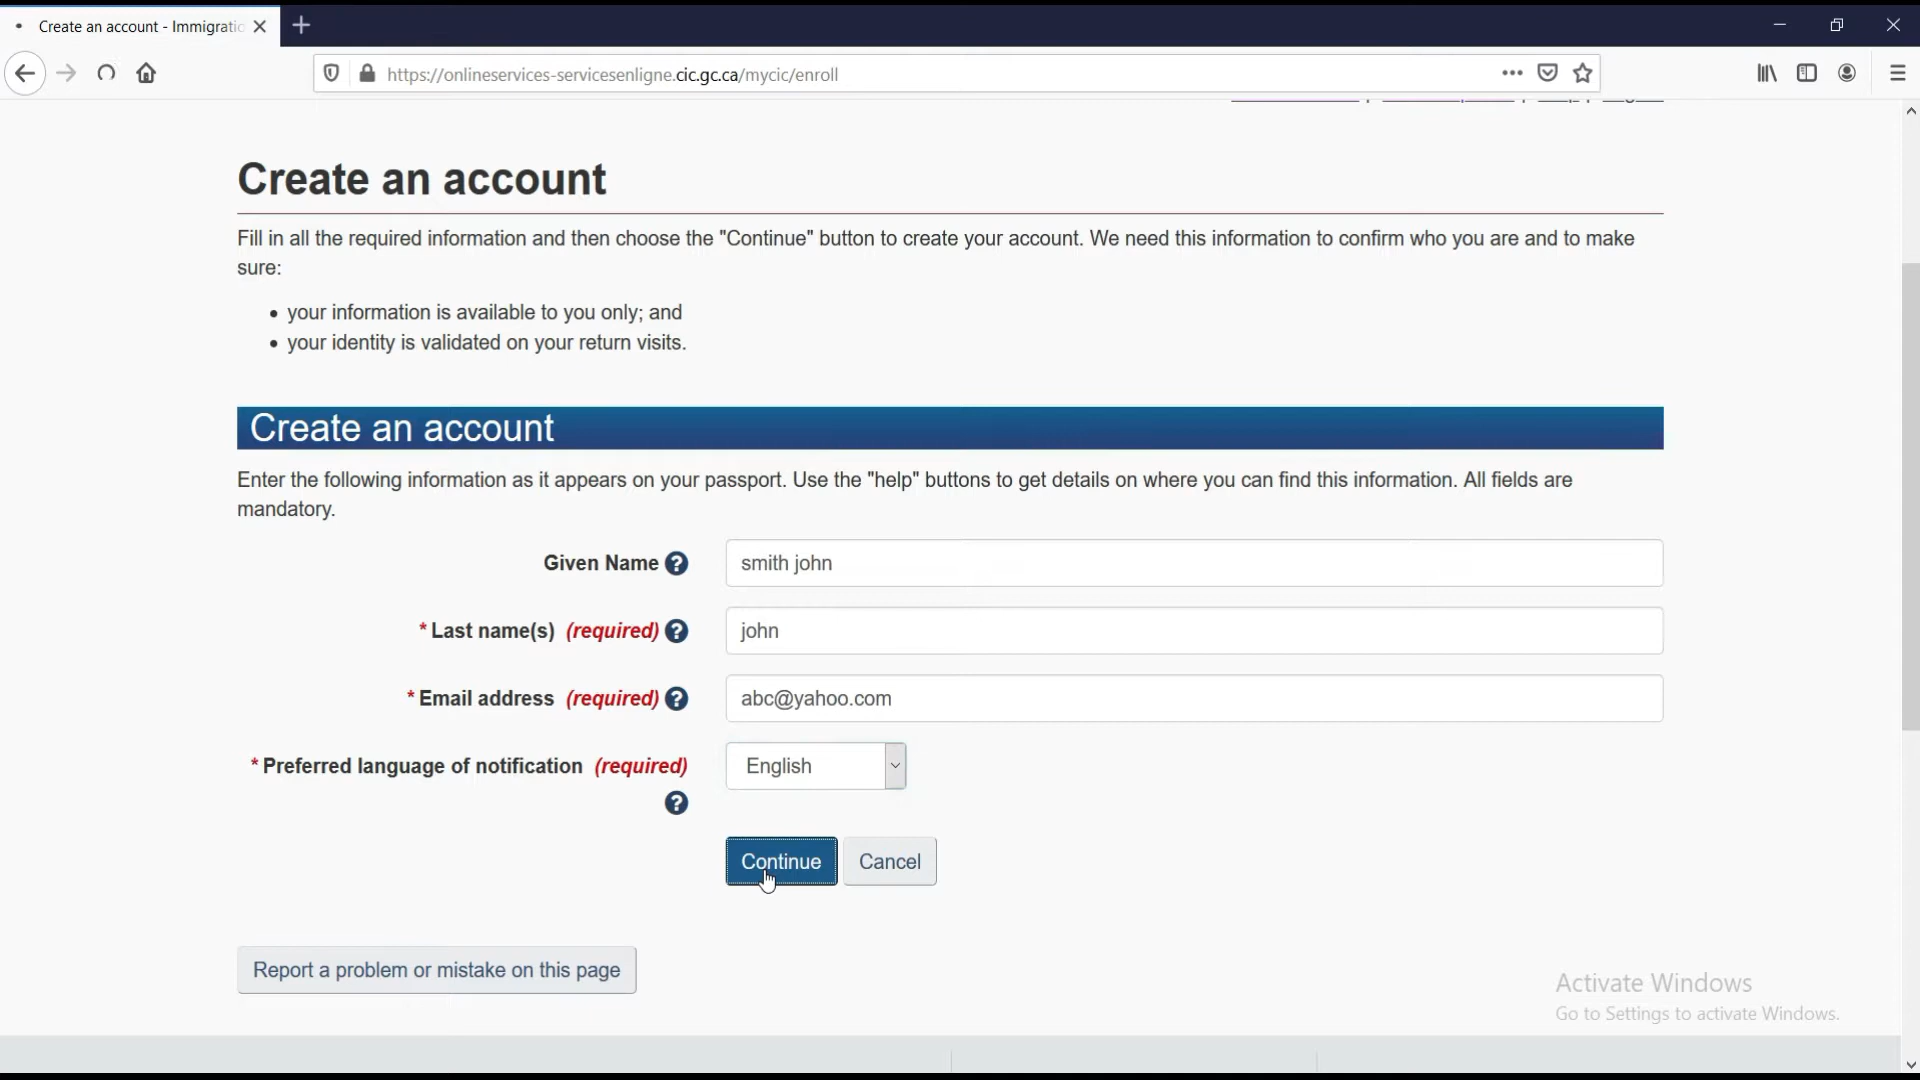 Create an account - Immigratio
https://onlineservices-servicesenligne.cic.gc.ca/mycic/enroll
Create an account
Fill in all the required information and then choose the "Continue" button to create your account. We need this information to confirm who you are and to make
sure:
• your information is available to you only; and
• your identity is validated on your return visits.
Create an account
Enter the following information as it appears on your passport. Use the "help" buttons to get details on where you can find this information. All fields are
mandatory.
Given Name ? smith john
* Last name(s) (required) ? john
* Email address (required) ? abc@yahoo.com
* Preferred language of notification (required) English
?
Continue Cancel
Report a problem or mistake on this page
Activate Windows
Go to Settings to activate Windows.